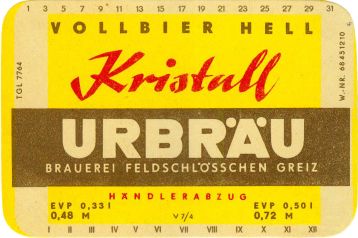 1 3 5 7 9 11 13 15 17 19 21 23 25 27 29 31
VOLLBIER HELL
TGL 7764
Kristall
W.-NR. 68451210
URBRÄU
BRAUEREI FELDSCHLÖSSCHEN GREIZ
HÄNDLERABZUG
EVP 0,33 l
0,48 M
V 7/4
EVP 0,50 l
0,72 M
I II III IV V VI VII VIII IX X XI XII